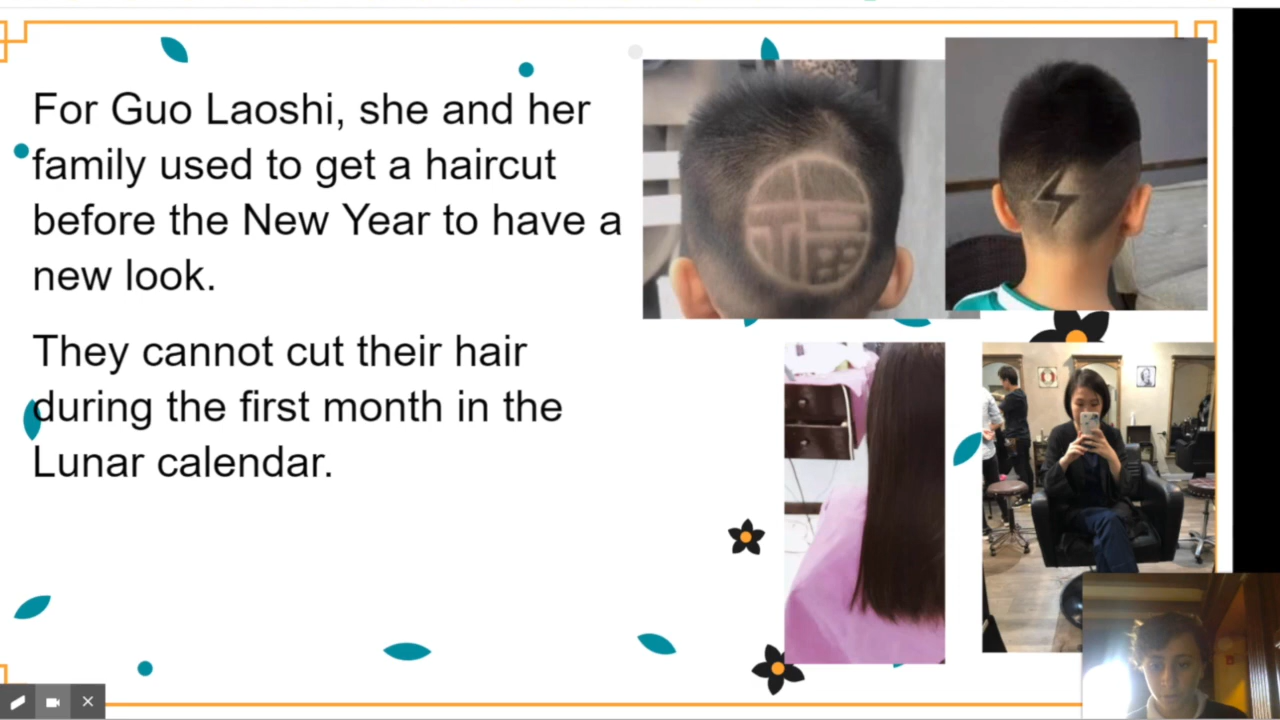 For Guo Laoshi, she and her
family used to get a haircut
before the New Year to have a
new look.
They cannot cut their hair
during the first month in the
Lunar calendar.
福